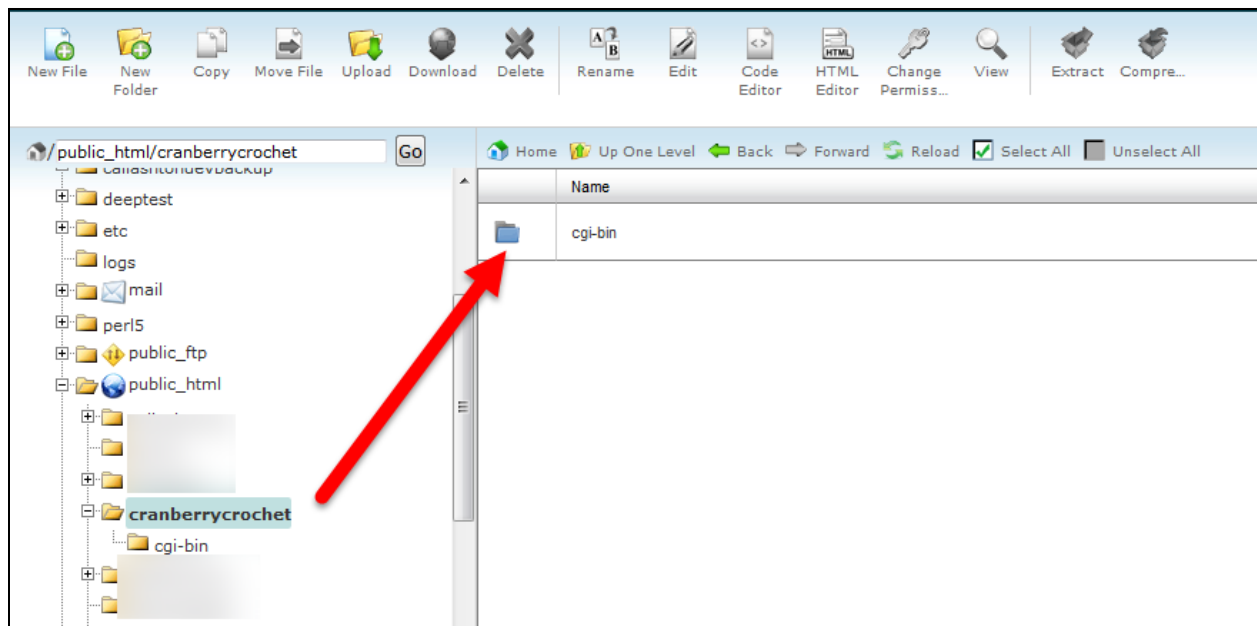 New File New Folder Copy Move File Upload Download Delete Rename Edit Code Editor HTML Editor Change Permiss... View Extract Compre...
/public_html/cranberrycrochet Go
Home Up One Level Back Forward Reload Select All Unselect All
Name
cgi-bin
callashtondevbackup
deeptest
etc
logs
mail
perl5
public_ftp
public_html
cranberrycrochet
cgi-bin